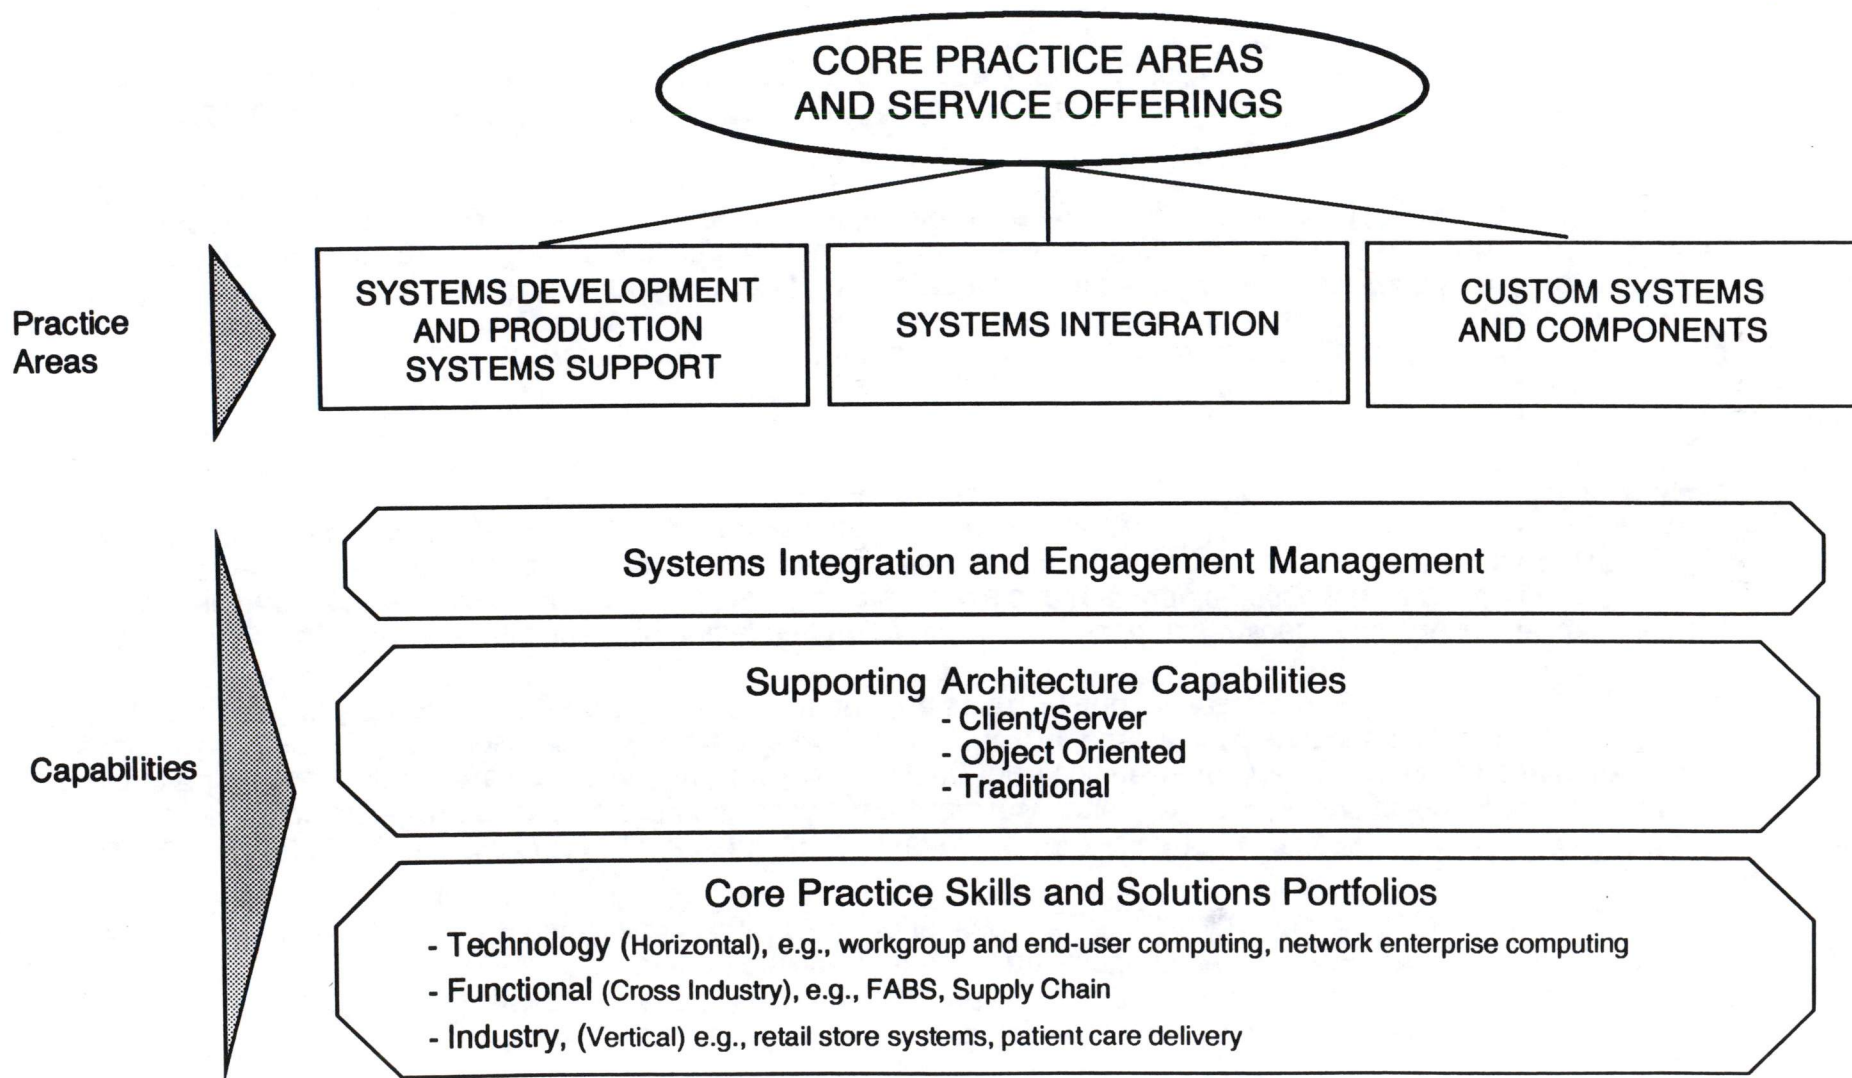 CORE PRACTICE AREAS
AND SERVICE OFFERINGS
Practice
Areas
SYSTEMS DEVELOPMENT
AND PRODUCTION
SYSTEMS SUPPORT
SYSTEMS INTEGRATION
CUSTOM SYSTEMS
AND COMPONENTS
Capabilities
Systems Integration and Engagement Management
Supporting Architecture Capabilities
- Client/Server
- Object Oriented
- Traditional
Core Practice Skills and Solutions Portfolios
- Technology (Horizontal), e.g., workgroup and end-user computing, network enterprise computing
- Functional (Cross Industry), e.g., FABS, Supply Chain
- Industry, (Vertical) e.g., retail store systems, patient care delivery